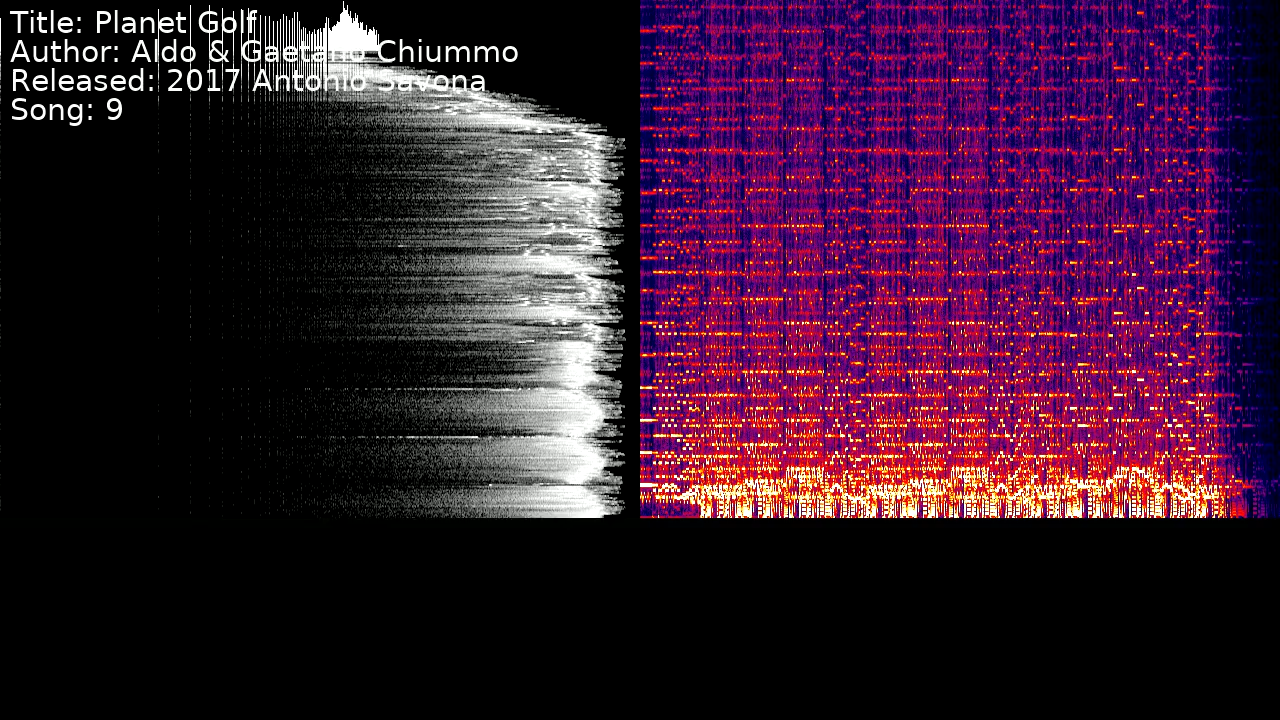 Title: Planet Golf
Author: Aldo & Gaetano Chiummo
Released: 2017 Antonio Savona
Song: 9